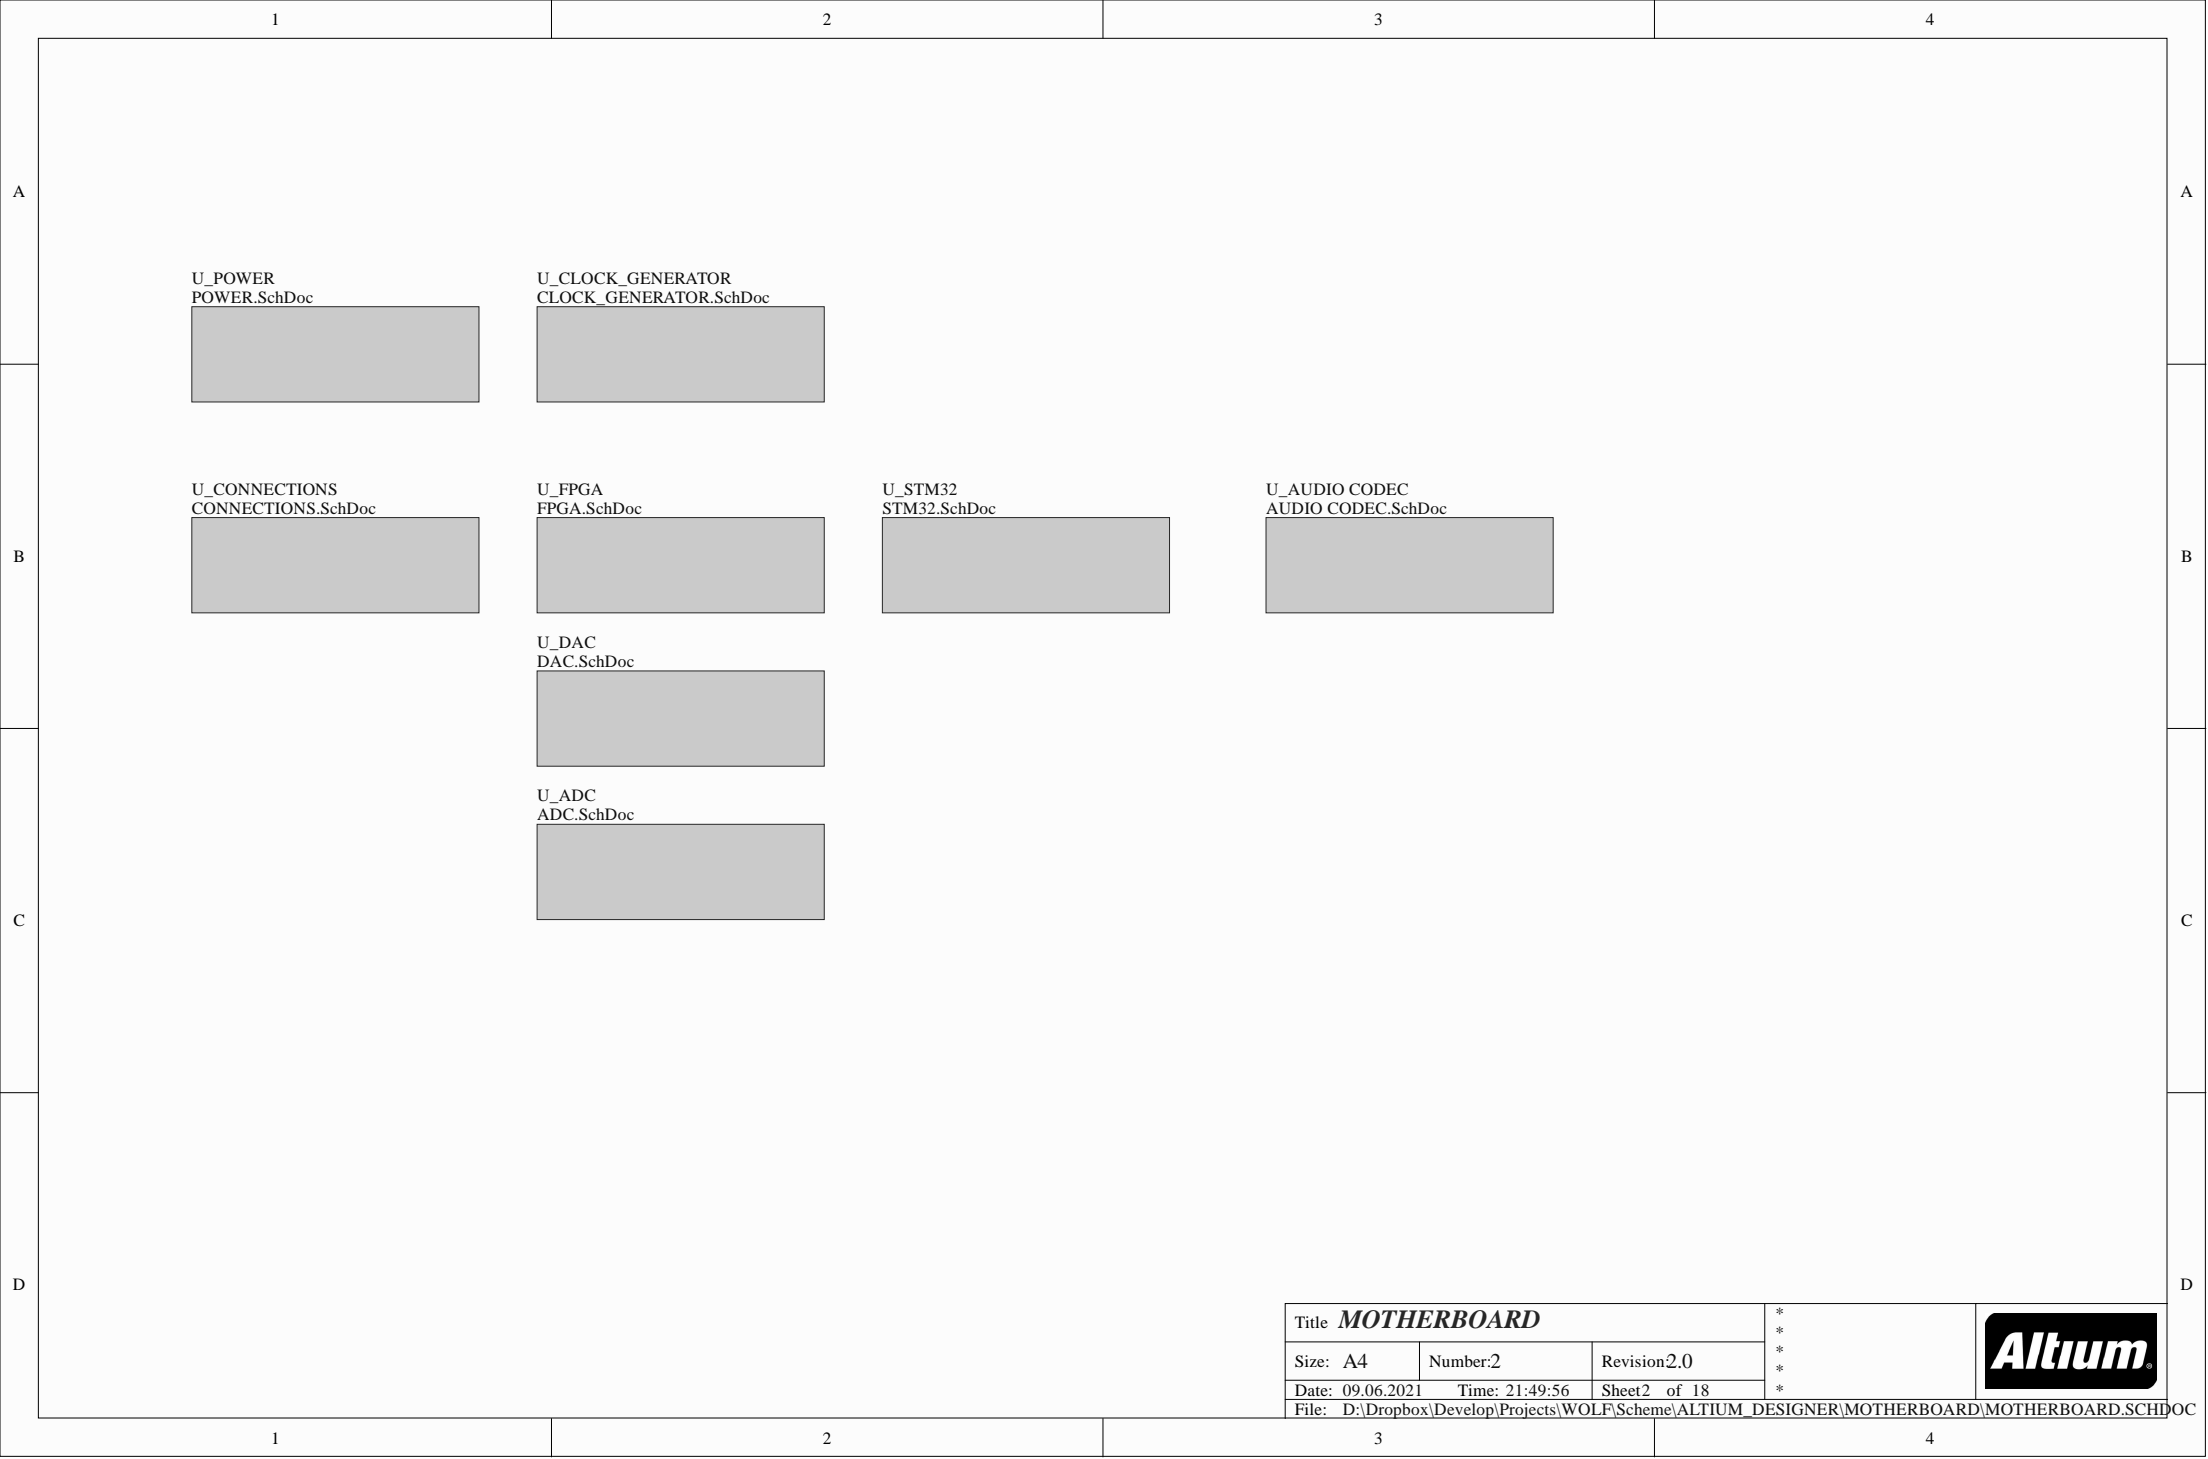 1 2 3 4
A A
U_POWER
POWER.SchDoc
U_CLOCK_GENERATOR
CLOCK_GENERATOR.SchDoc
U_CONNECTIONS
CONNECTIONS.SchDoc
U_FPGA
FPGA.SchDoc
U_STM32
STM32.SchDoc
U_AUDIO CODEC
AUDIO CODEC.SchDoc
B B
U_DAC
DAC.SchDoc
U_ADC
ADC.SchDoc
C C
D D
Title MOTHERBOARD
Size: A4 Number:2 Revision:2.0
Date: 09.06.2021 Time: 21:49:56 Sheet2 of 18
File: D:\Dropbox\Develop\Projects\WOLF\Scheme\ALTIUM_DESIGNER\MOTHERBOARD\MOTHERBOARD.SCHDOC
*
*
*
*
*
Altium®
1 2 3 4